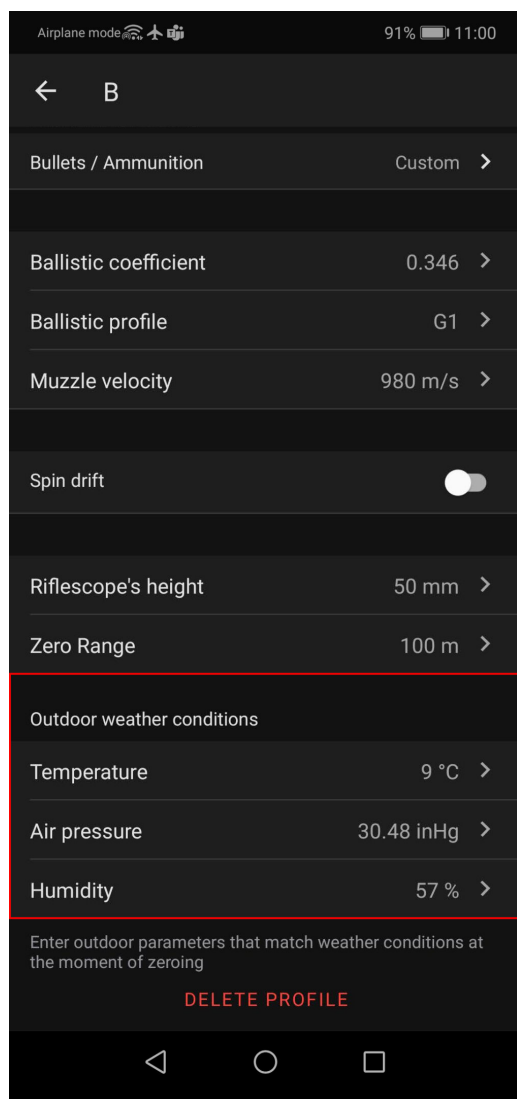 Airplane mode 91% 11:00
B
Bullets / Ammunition Custom
Ballistic coefficient 0.346
Ballistic profile G1
Muzzle velocity 980 m/s
Spin drift
Riflescope's height 50 mm
Zero Range 100 m
Outdoor weather conditions
Temperature 9 °C
Air pressure 30.48 inHg
Humidity 57 %
Enter outdoor parameters that match weather conditions at
the moment of zeroing
DELETE PROFILE